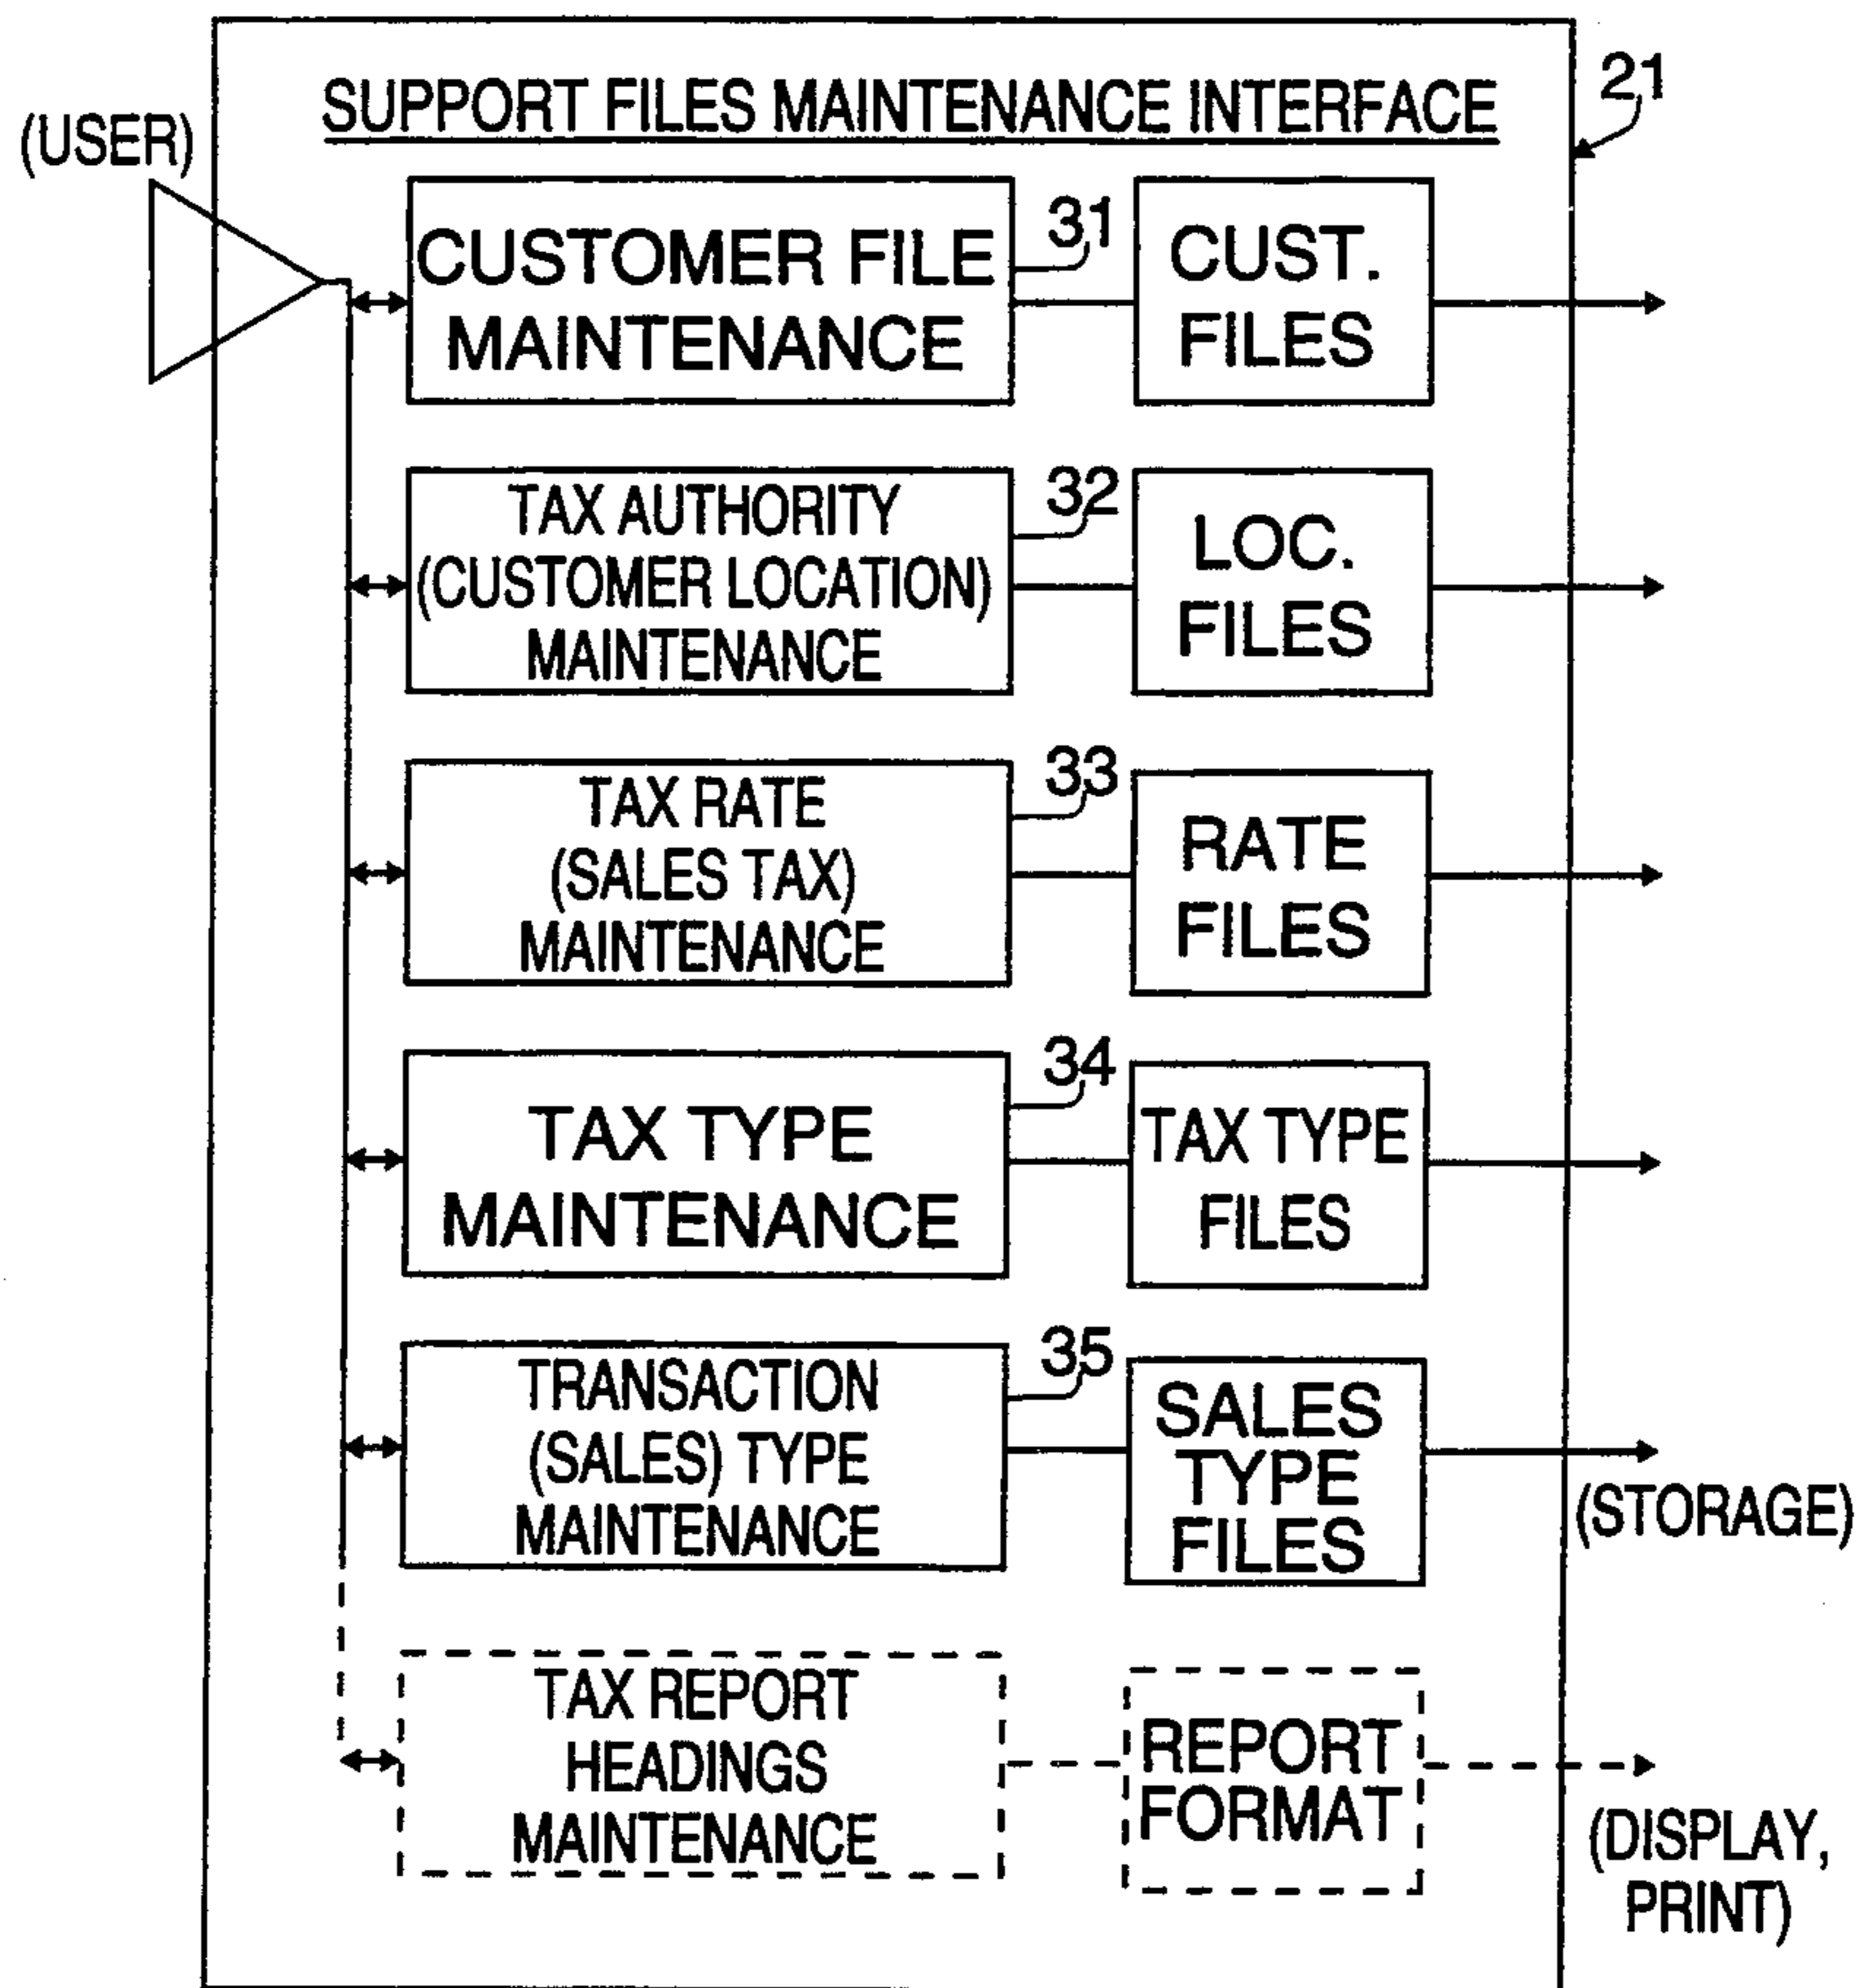 SUPPORT FILES MAINTENANCE INTERFACE
21
(USER)
CUSTOMER FILE
MAINTENANCE
31
CUST.
FILES
TAX AUTHORITY
(CUSTOMER LOCATION)
MAINTENANCE
32
LOC.
FILES
TAX RATE
(SALES TAX)
MAINTENANCE
33
RATE
FILES
TAX TYPE
MAINTENANCE
34
TAX TYPE
FILES
TRANSACTION
(SALES) TYPE
MAINTENANCE
35
SALES
TYPE
FILES
(STORAGE)
TAX REPORT
HEADINGS
MAINTENANCE
REPORT
FORMAT
(DISPLAY,
PRINT)